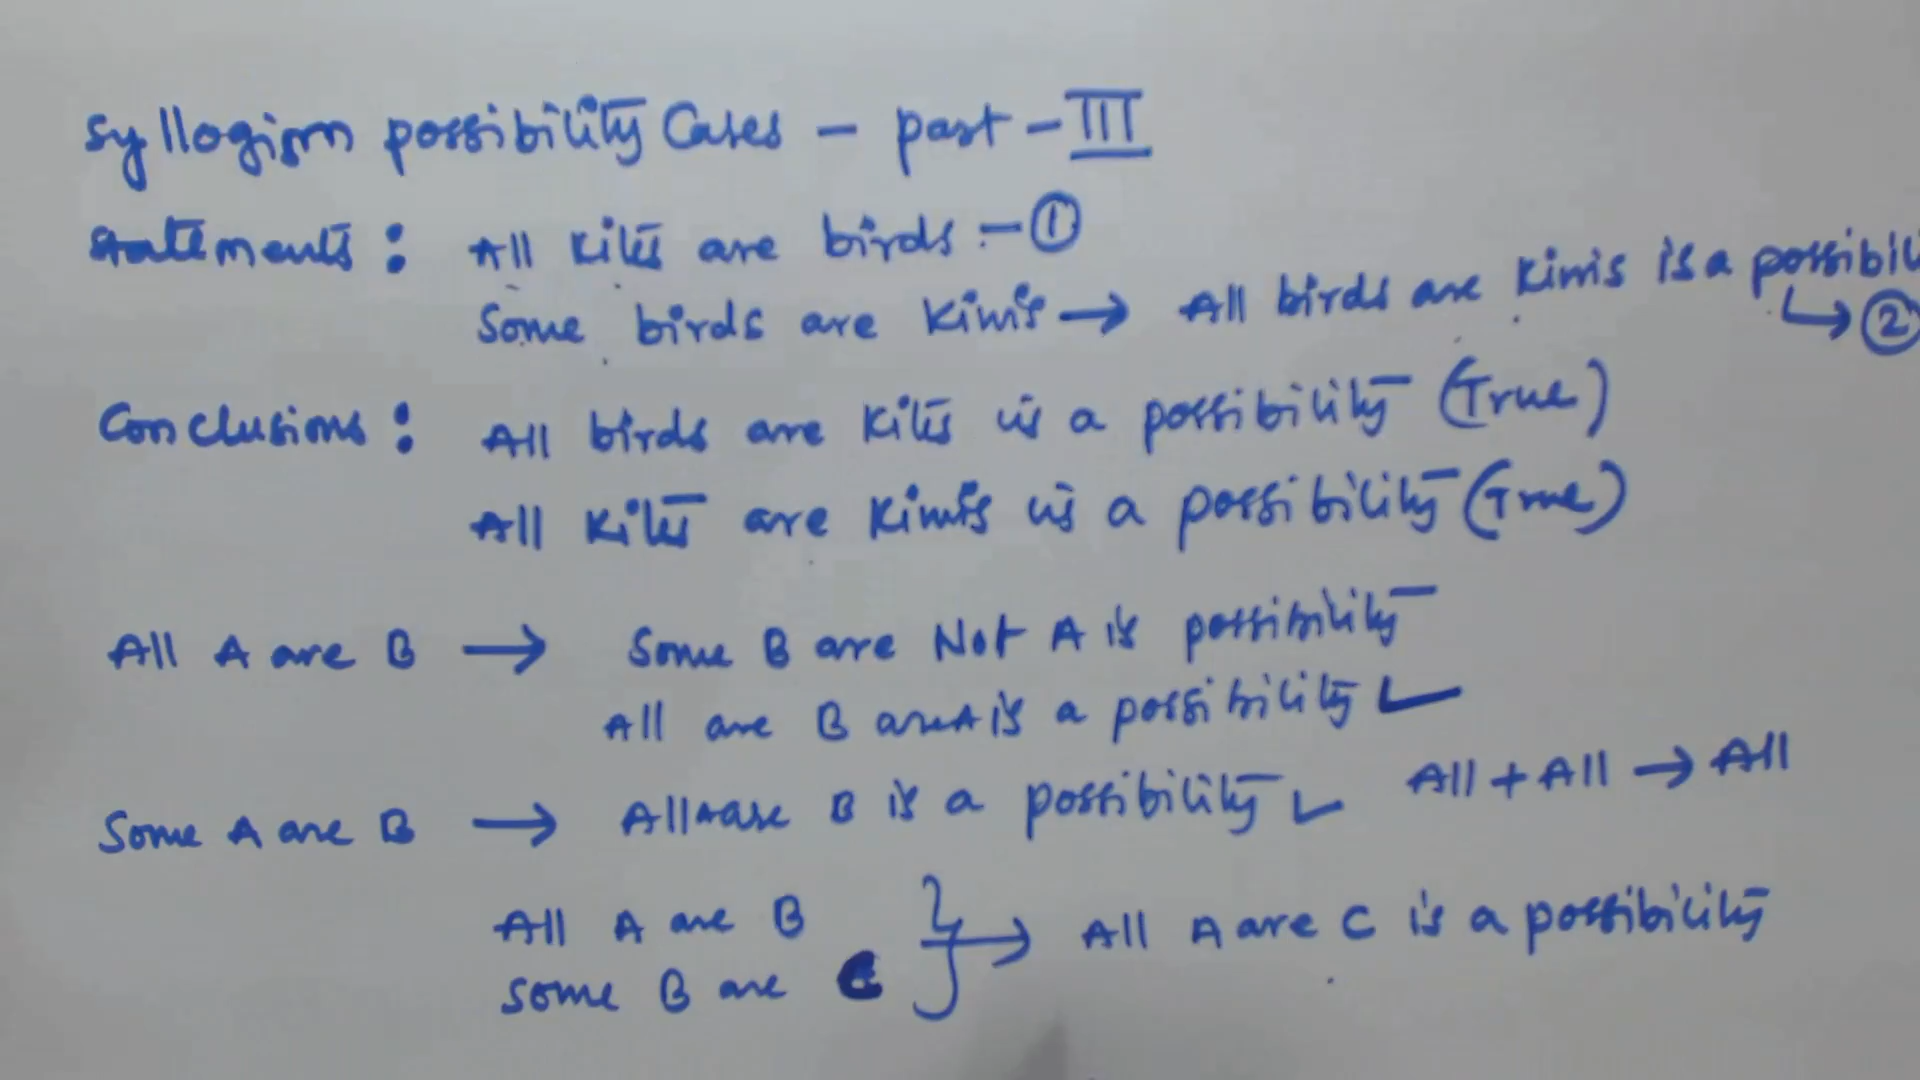 Syllogism possibility Cases - part - III
Statements : All Kites are birds - ①
Some birds are Kiwis → All birds are Kiwis is a possibili
↳ ②
Conclusions : All birds are Kites is a possibility (True)
All Kites are Kiwis is a possibility (True)
All A are B → Some B are Not A is possibility
All are B are A is a possibility ✓
Some A are B → All A are B is a possibility ✓ All + All → All
All A are B } → All A are C is a possibility
Some B are C